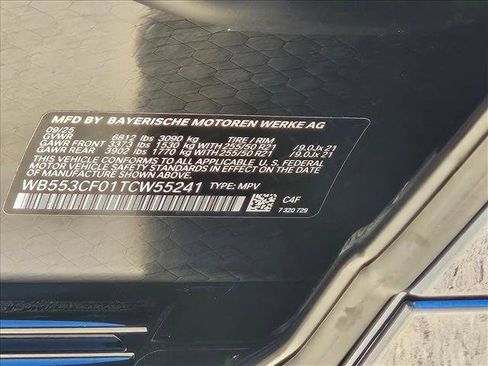 MFD BY BAYERISCHE MOTOREN WERKE AG
09/25
GVWR 6812 lbs 3090 kg TIRE / RIM
GAWR FRONT 3373 lbs 1530 kg WITH 255/50 R21 /9.0Jx 21
GAWR REAR 3902 lbs 1770 kg WITH 255/50 R21 /9.0Jx 21
THIS VEHICLE CONFORMS TO ALL APPLICABLE U.S. FEDERAL
MOTOR VEHICLE SAFETY STANDARDS IN EFFECT ON THE
DATE OF MANUFACTURE SHOWN ABOVE.
WB553CF01TCW55241 TYPE: MPV
C4F
7 320 729